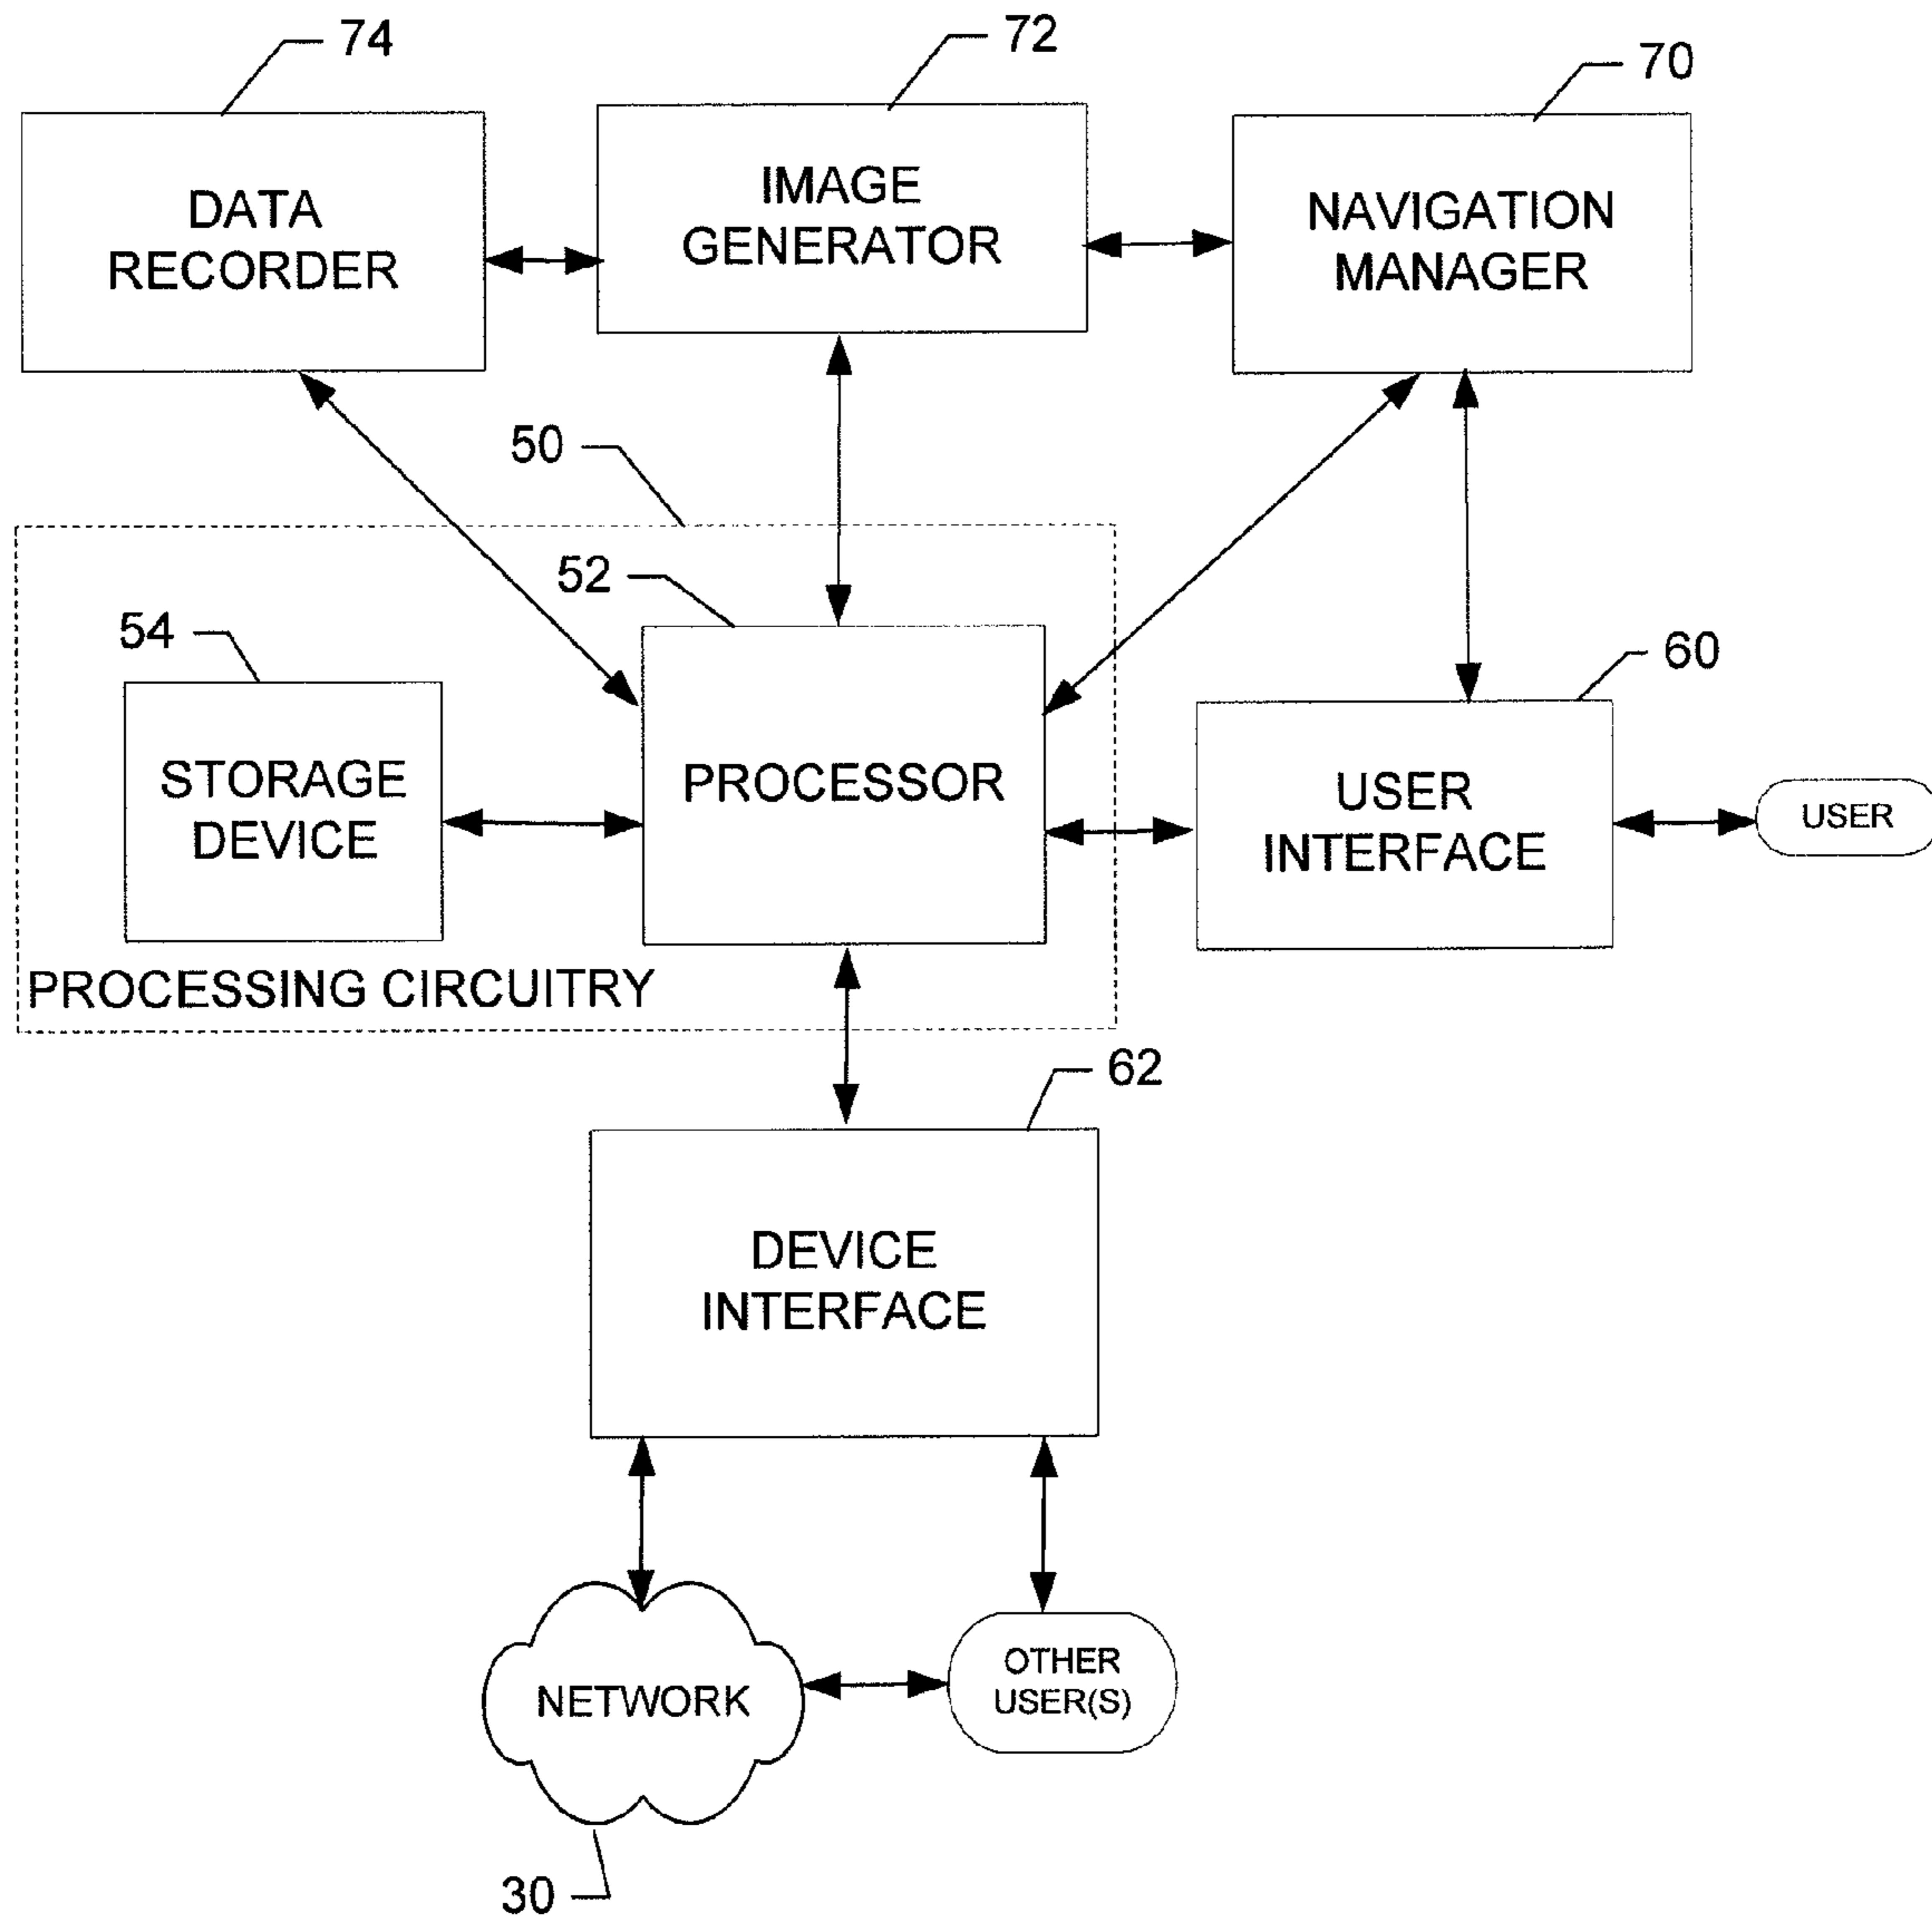 74
72
70
DATA
RECORDER
IMAGE
GENERATOR
NAVIGATION
MANAGER
50
52
54
60
STORAGE
DEVICE
PROCESSOR
USER
INTERFACE
USER
PROCESSING CIRCUITRY
62
DEVICE
INTERFACE
NETWORK
OTHER
USER(S)
30